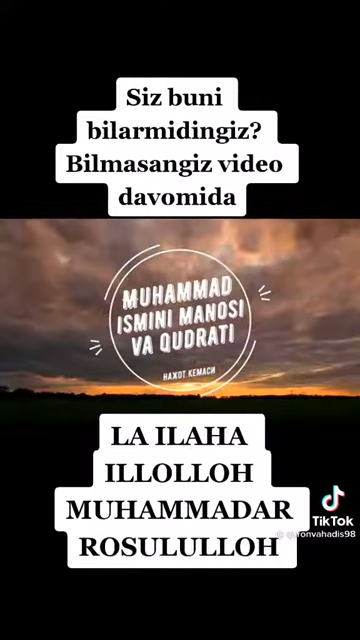 Siz buni
bilarmidingiz?
Bilmasangiz video
davomida
MUHAMMAD
ISMINI MANOSI
VA QUDRATI
НАЖОТ КЕМАСИ
LA ILAHA
ILLOLLOH
MUHAMMADAR
ROSULULLOH
TikTok
@quronvahadis98